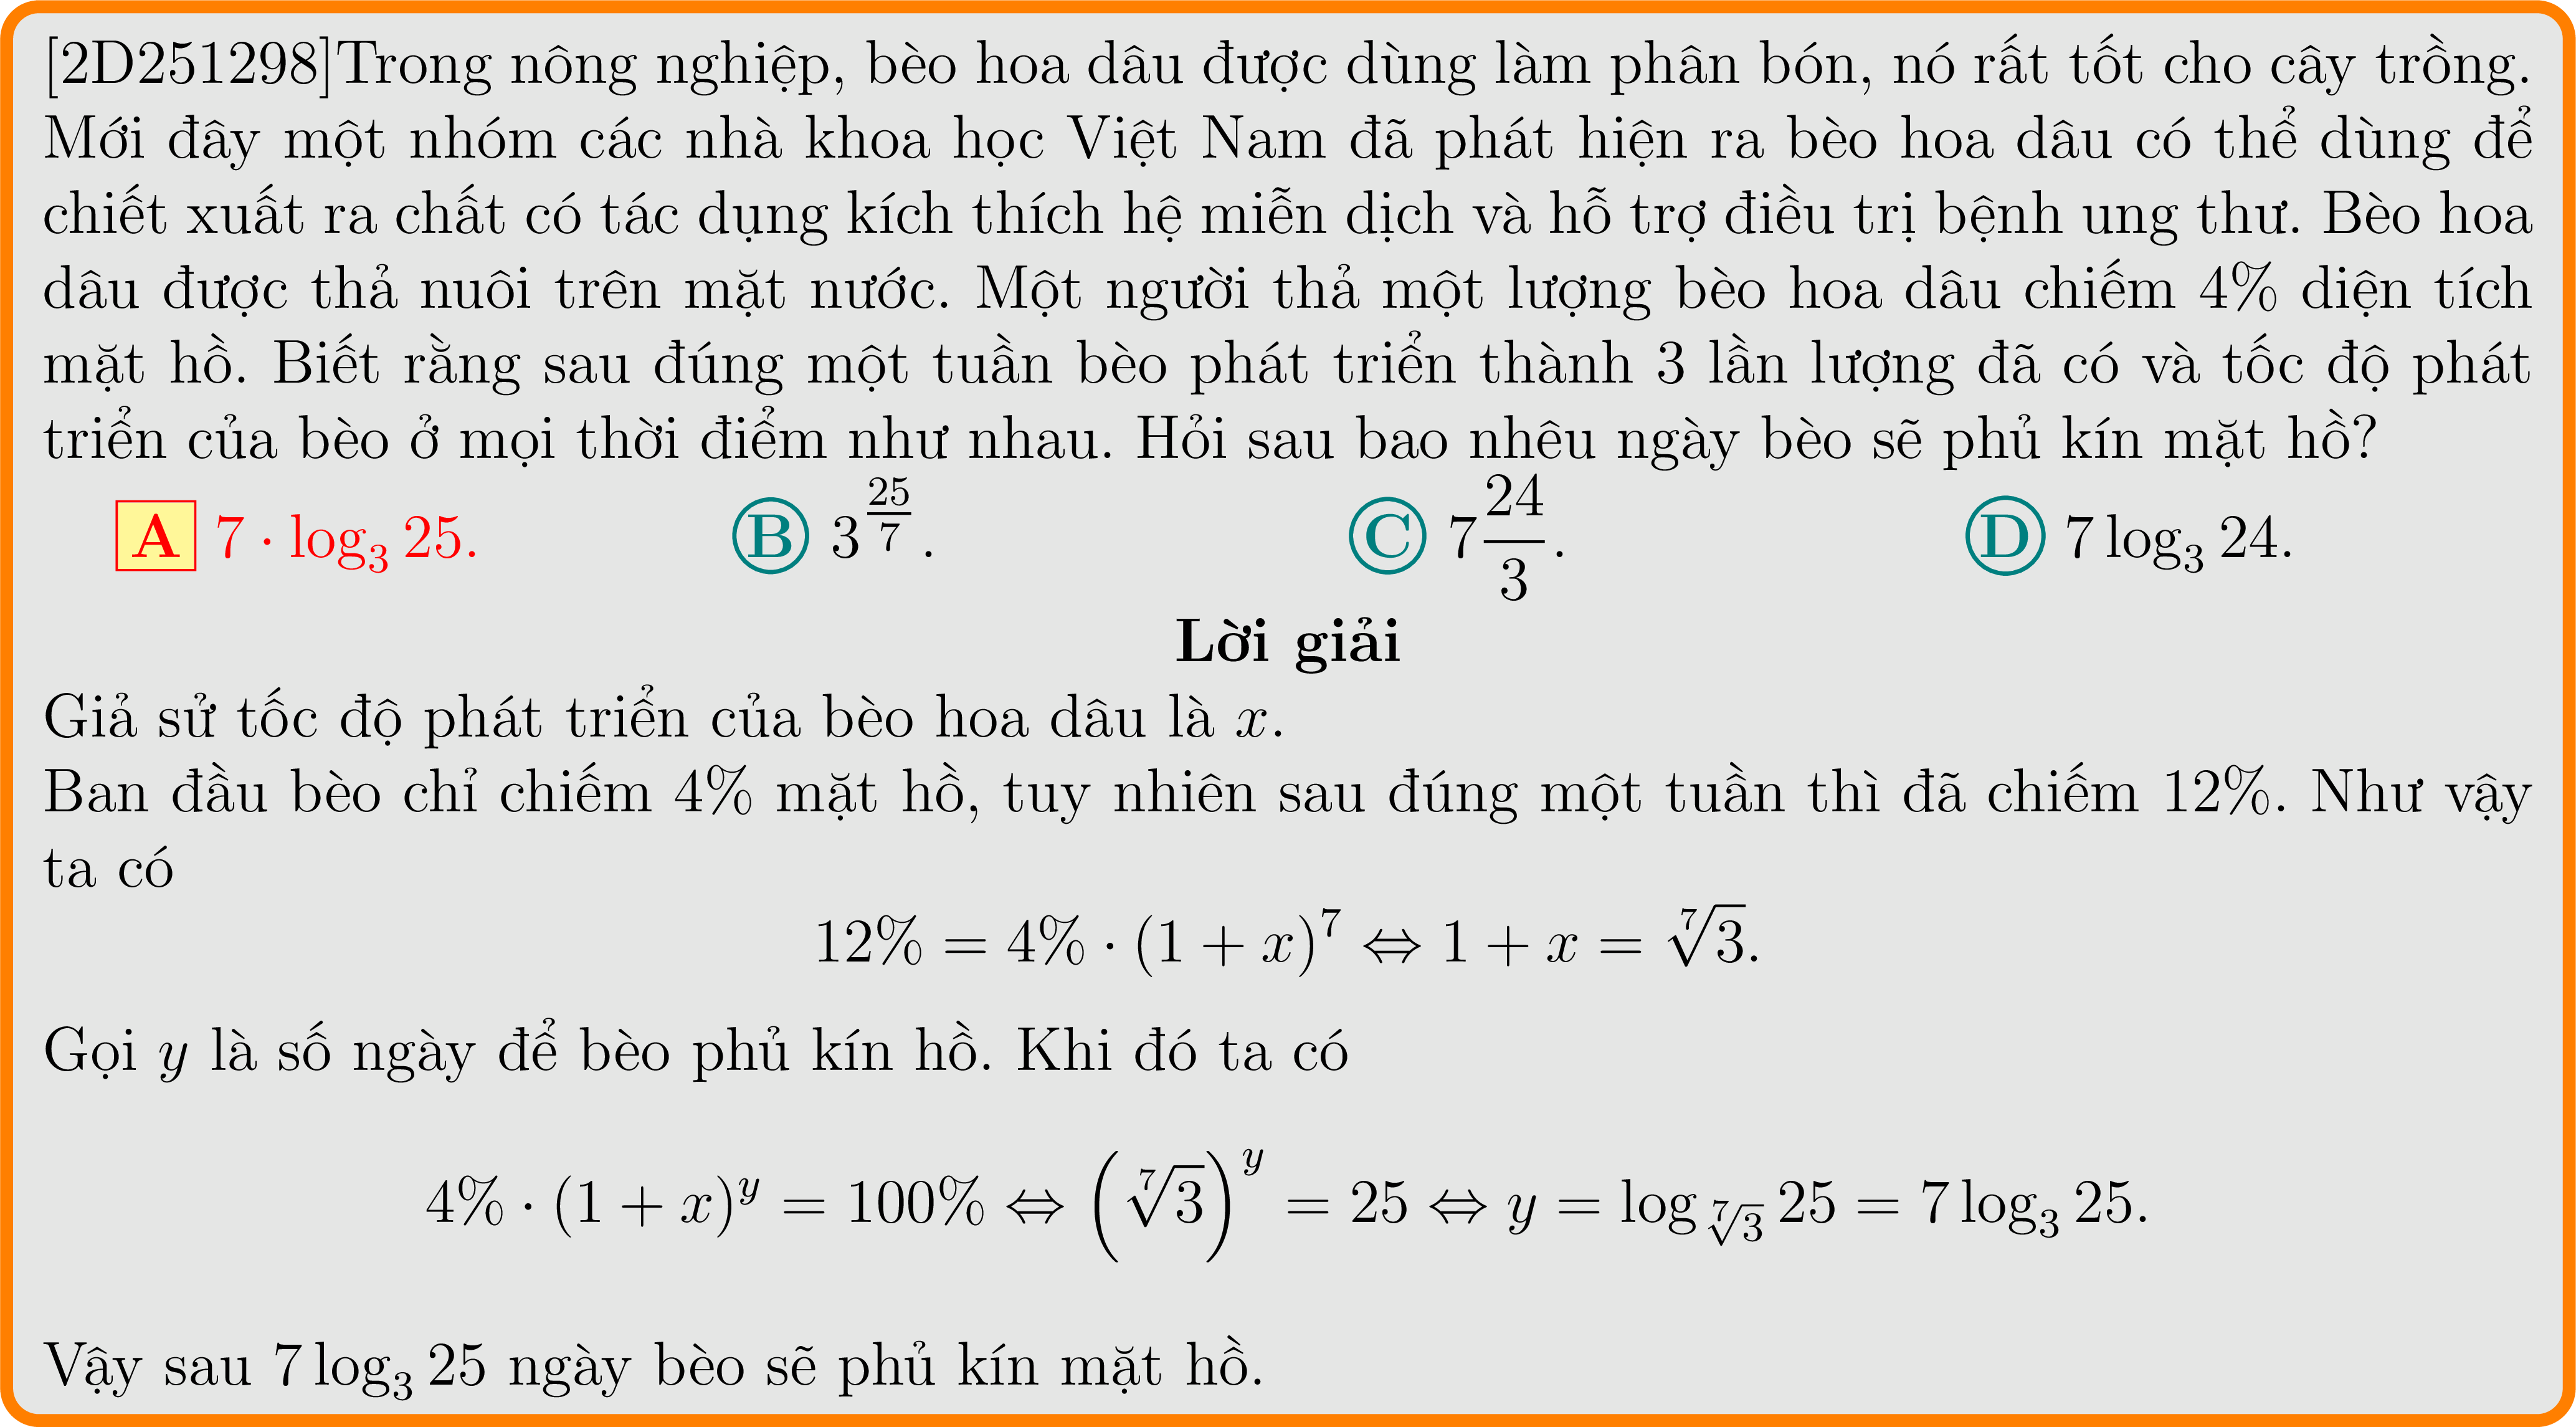 [2D251298]Trong nông nghiệp, bèo hoa dâu được dùng làm phân bón, nó rất tốt cho cây trồng.
Mới đây một nhóm các nhà khoa học Việt Nam đã phát hiện ra bèo hoa dâu có thể dùng để
chiết xuất ra chất có tác dụng kích thích hệ miễn dịch và hỗ trợ điều trị bệnh ung thư. Bèo hoa
dâu được thả nuôi trên mặt nước. Một người thả một lượng bèo hoa dâu chiếm 4% diện tích
mặt hồ. Biết rằng sau đúng một tuần bèo phát triển thành 3 lần lượng đã có và tốc độ phát
triển của bèo ở mọi thời điểm như nhau. Hỏi sau bao nhêu ngày bèo sẽ phủ kín mặt hồ?
A 7 · log₃ 25. B $3^{\frac{25}{7}}$. C $7\frac{24}{3}$. D 7 log₃ 24.
Lời giải
Giả sử tốc độ phát triển của bèo hoa dâu là x.
Ban đầu bèo chỉ chiếm 4% mặt hồ, tuy nhiên sau đúng một tuần thì đã chiếm 12%. Như vậy
ta có
$12\% = 4\% \cdot (1 + x)^7 \Leftrightarrow 1 + x = \sqrt[7]{3}.$
Gọi y là số ngày để bèo phủ kín hồ. Khi đó ta có
$4\% \cdot (1 + x)^y = 100\% \Leftrightarrow \left(\sqrt[7]{3}\right)^y = 25 \Leftrightarrow y = \log_{\sqrt[7]{3}} 25 = 7 \log_3 25.$
Vậy sau 7 log₃ 25 ngày bèo sẽ phủ kín mặt hồ.